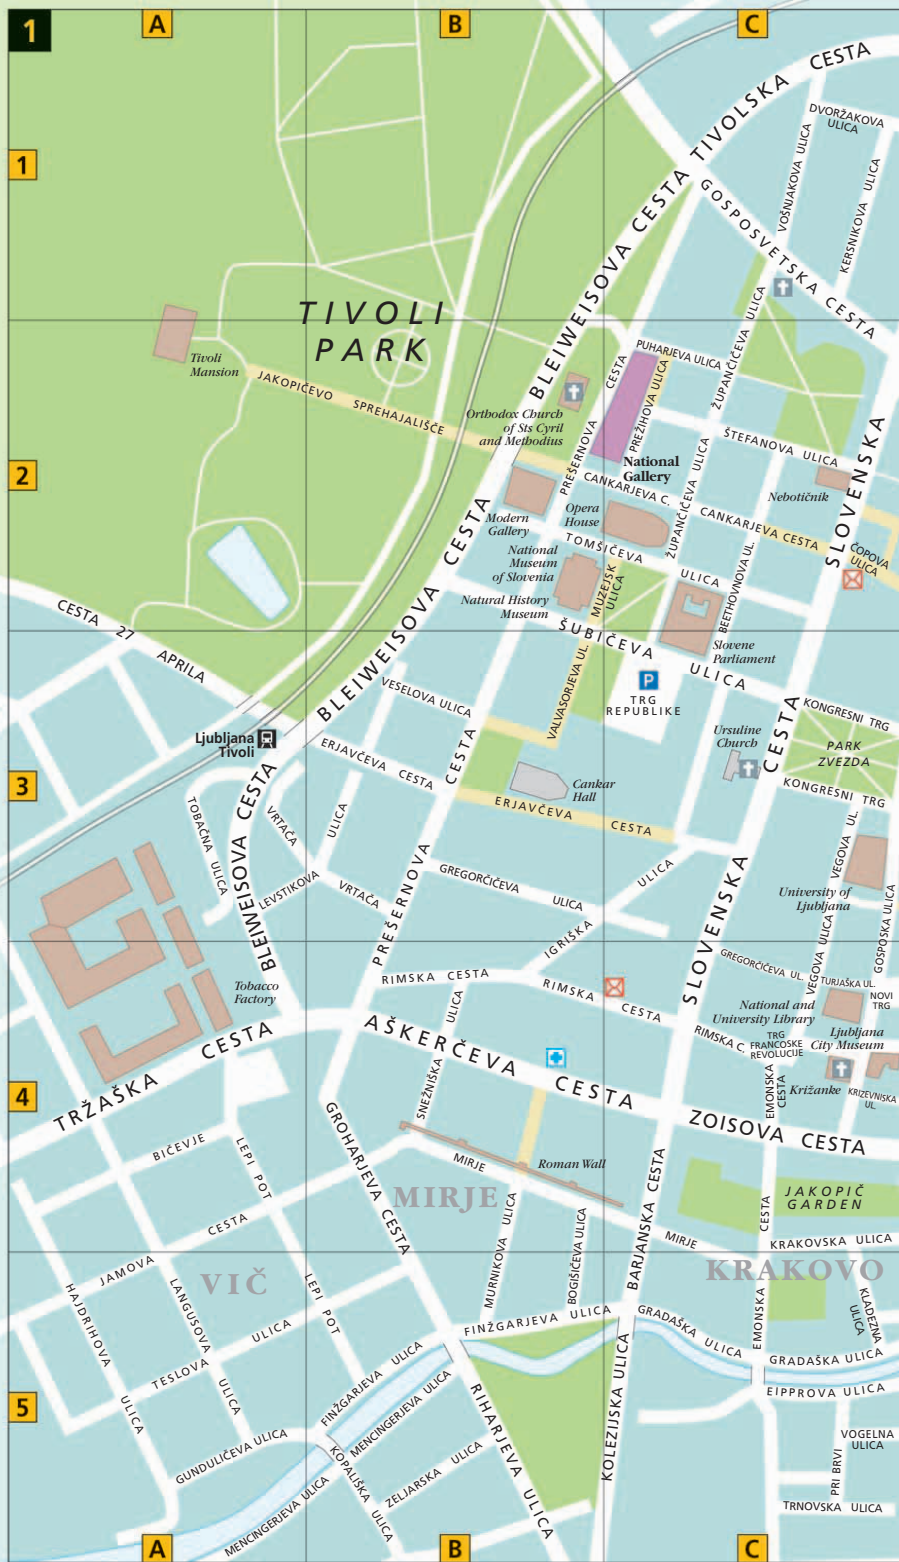 1
A
B
C
1
2
3
4
5
A
B
C
TIVOLSKA CESTA
DVORŽAKOVA
ULICA
VOŠNJAKOVA ULICA
KERSNIKOVA ULICA
GOSPOSVETSKA CESTA
BLEIWEISOVA CESTA
TIVOLI
PARK
Tivoli
Mansion
JAKOPIČEVO SPREHAJALIŠČE
Orthodox Church
of Sts Cyril
and Methodius
PREŠERNOVA CESTA
PUHARJEVA ULICA
PREŽIHOVA ULICA
ŽUPANČIČEVA ULICA
National
Gallery
ŠTEFANOVA ULICA
Nebotičnik
SLOVENSKA
CANKARJEVA C.
CANKARJEVA CESTA
ŽUPANČIČEVA ULICA
ČOPOVA
ULICA
Modern
Gallery
Opera
House
TOMŠIČEVA ULICA
BEETHOVNOVA UL.
National
Museum
of Slovenia
Natural History
Museum
MUZEJSK
ULICA
BLEIWEISOVA CESTA
CESTA 27 APRILA
ŠUBIČEVA ULICA
Slovene
Parliament
P
TRG
REPUBLIKE
VALVASORJEVA UL.
VESELOVA ULICA
CESTA
KONGRESNI TRG
PARK
ZVEZDA
KONGRESNI TRG
Ursuline
Church
Ljubljana
Tivoli
ERJAVČEVA CESTA
CESTA
Cankar
Hall
ERJAVČEVA CESTA
TOBAČNA ULICA
BLEIWEISOVA CESTA
VRTAČA
ULICA
LEVSTIKOVA
VRTAČA
PREŠERNOVA
GREGORČIČEVA ULICA
IGRIŠKA ULICA
SLOVENSKA
VEGOVA UL.
University of
Ljubljana
GOSPOSKA ULICA
VEGOVA ULICA
GREGORČIČEVA UL.
TURJAŠKA UL.
NOVI
TRG
National and
University Library
Ljubljana
City Museum
TRG
FRANCOSKE
REVOLUCIJE
RIMSKA C.
RIMSKA CESTA
RIMSKA CESTA
Tobacco
Factory
TRŽAŠKA CESTA
AŠKERČEVA CESTA
ZOISOVA CESTA
SNEŽNIŠKA ULICA
EMONSKA
CESTA
Križanke
KRIZEVNISKA
UL.
BIČEVJE
LEPI POT
GROHARJEVA CESTA
MIRJE
Roman Wall
MIRJE
JAKOPIČ
GARDEN
BARJANSKA CESTA
MIRJE
KRAKOVSKA ULICA
KRAKOVO
JAMOVA CESTA
VIČ
HAJDRIHOVA ULICA
LANGUSOVA ULICA
LEPI POT
TESLOVA ULICA
MURNIKOVA ULICA
BOGIŠIĆEVA ULICA
EMONSKA CESTA
KLADEZNA
ULICA
FINŽGARJEVA ULICA
GRADAŠKA ULICA
GRADAŠKA ULICA
EIPPROVA ULICA
FINŽGARJEVA ULICA
MENCINGERJEVA ULICA
KOLEZIJSKA ULICA
RIHARJEVA ULICA
GUNDULIČEVA ULICA
KOPALIŠKA ULICA
ZELJARSKA ULICA
MENCINGERJEVA ULICA
VOGELNA
ULICA
PRI BRVI
TRNOVSKA ULICA